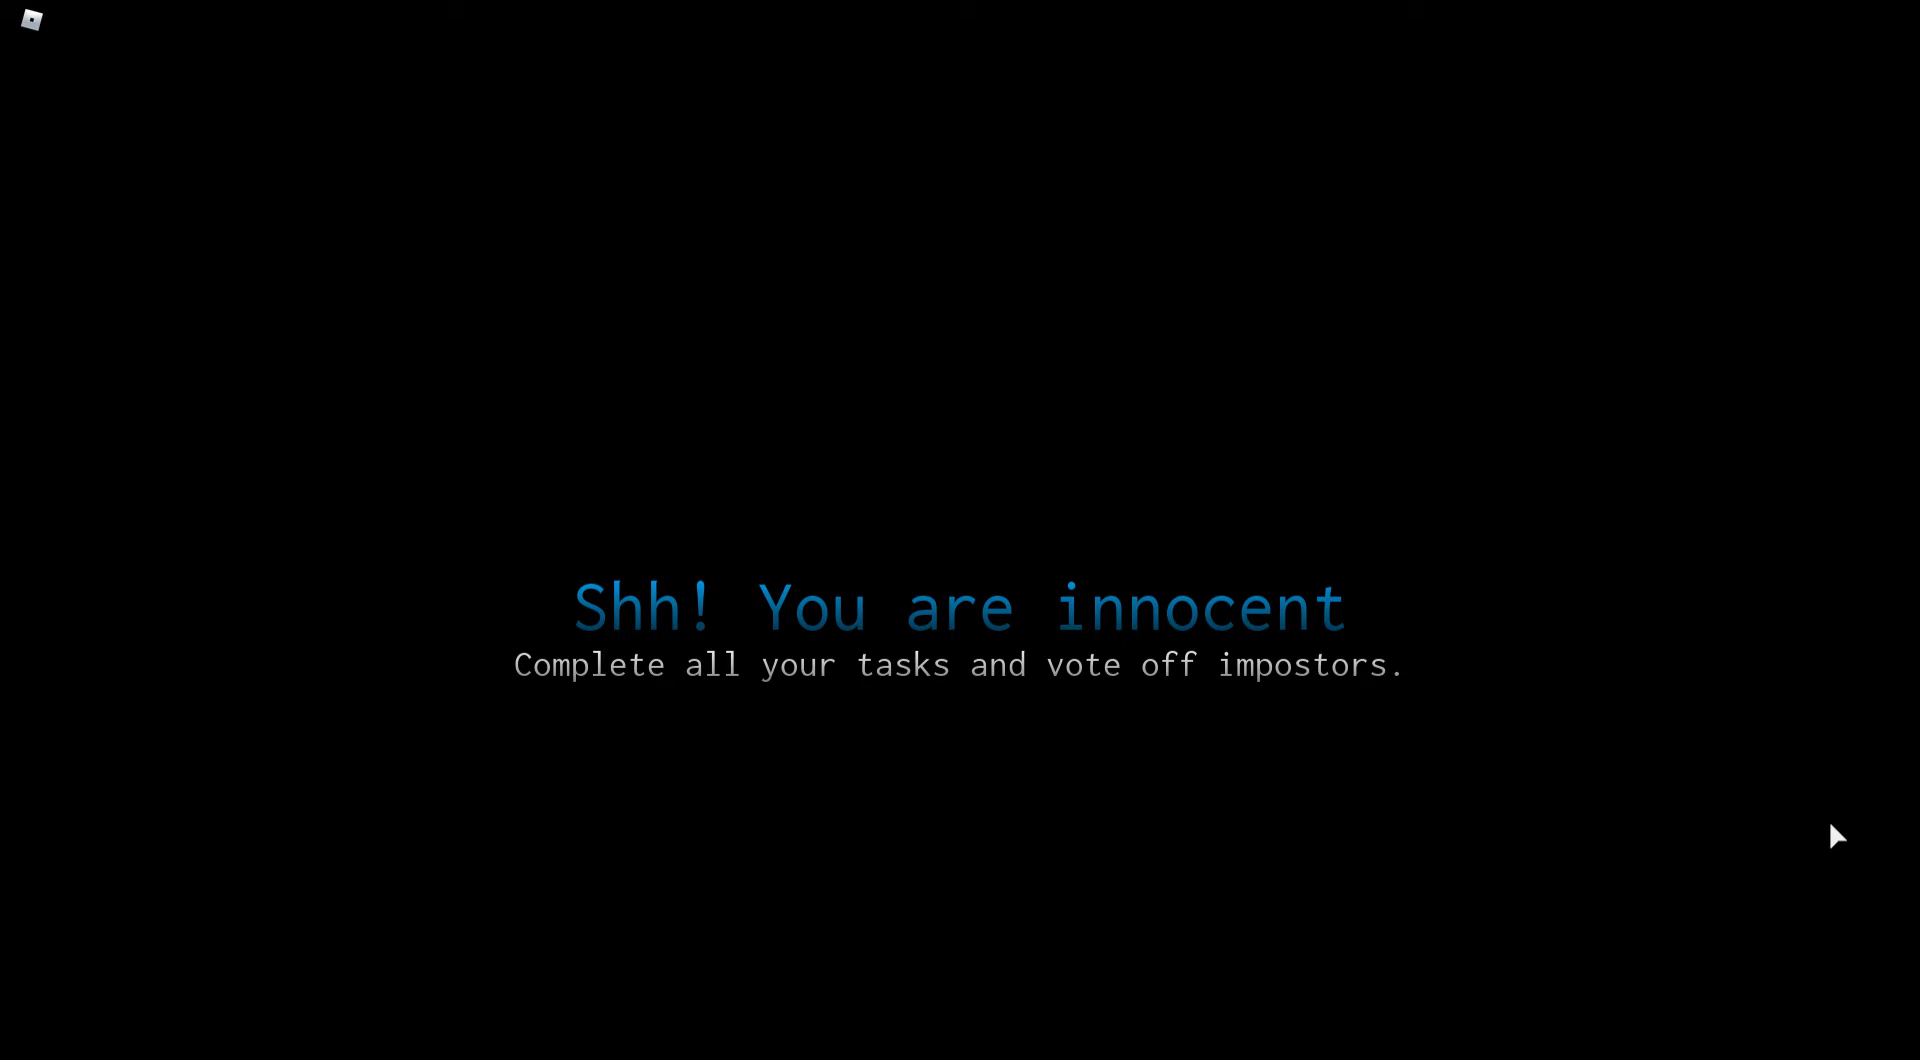 Shh! You are innocent
Complete all your tasks and vote off impostors.